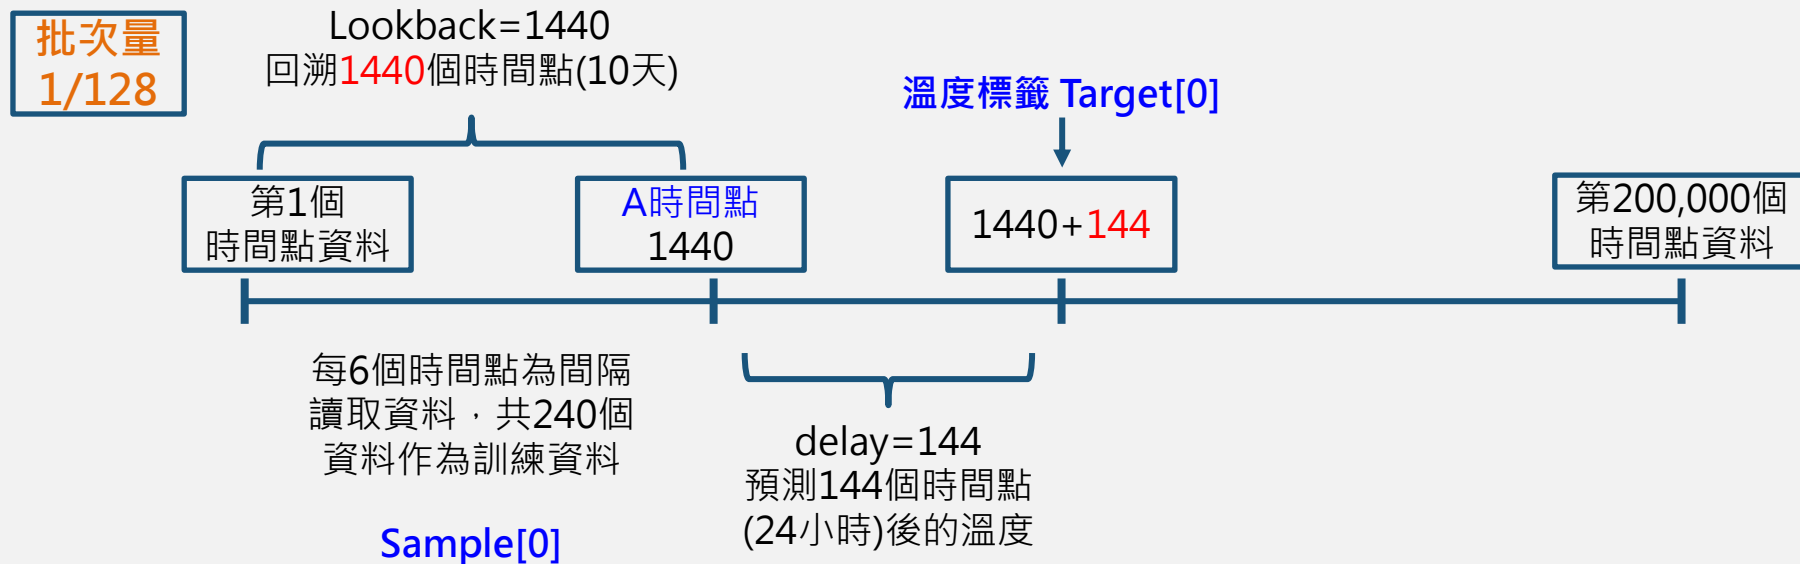 批次量
1/128
Lookback=1440
回溯1440個時間點(10天)
溫度標籤 Target[0]
第1個
時間點資料
A時間點
1440
1440+144
第200,000個
時間點資料
每6個時間點為間隔
讀取資料，共240個
資料作為訓練資料
Sample[0]
delay=144
預測144個時間點
(24小時)後的溫度